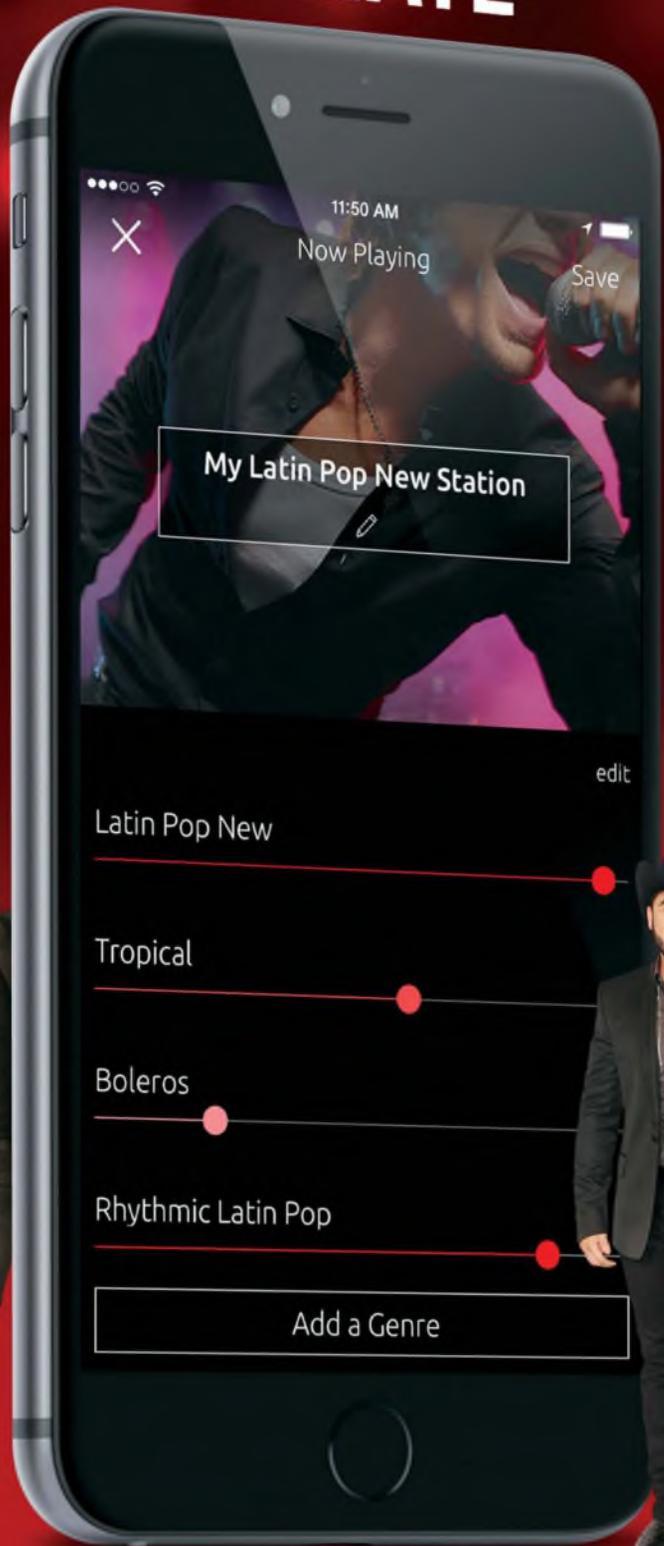 11:50 AM
Now Playing
Save
My Latin Pop New Station
edit
Latin Pop New
Tropical
Boleros
Rhythmic Latin Pop
Add a Genre